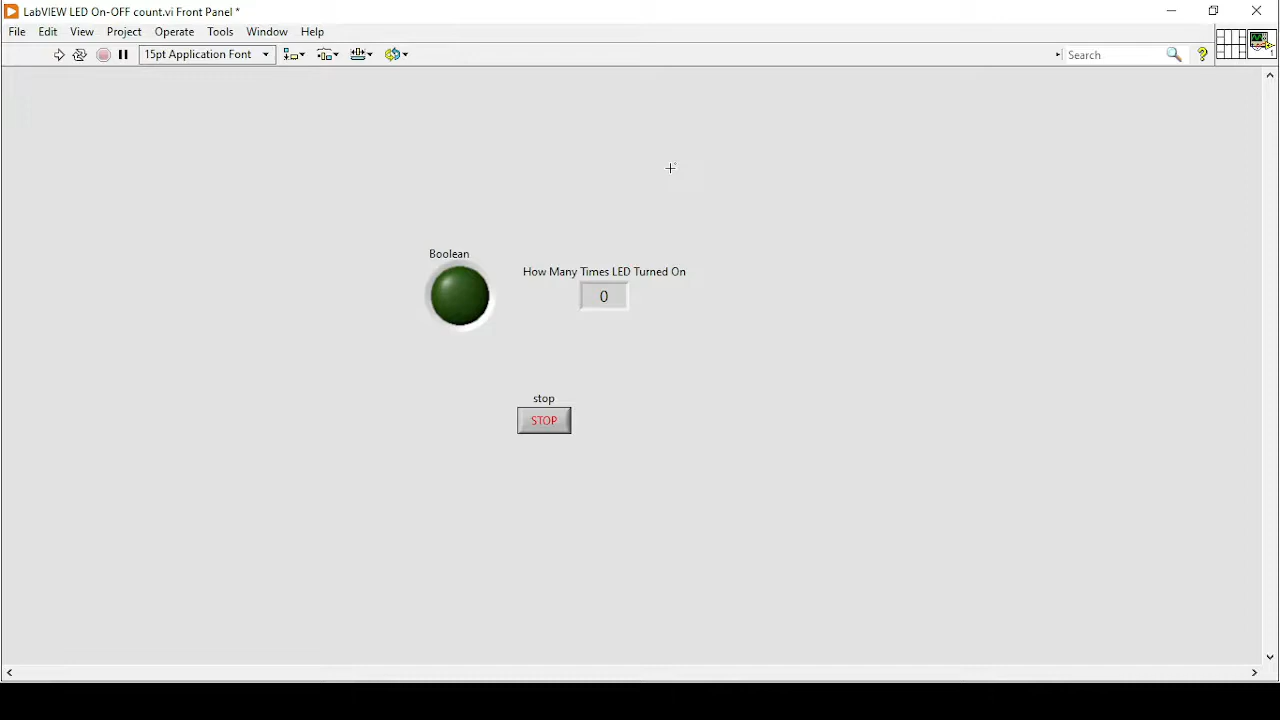 LabVIEW LED On-OFF count.vi Front Panel *
File Edit View Project Operate Tools Window Help
15pt Application Font
Search
?
1
Boolean
How Many Times LED Turned On
0
stop
STOP